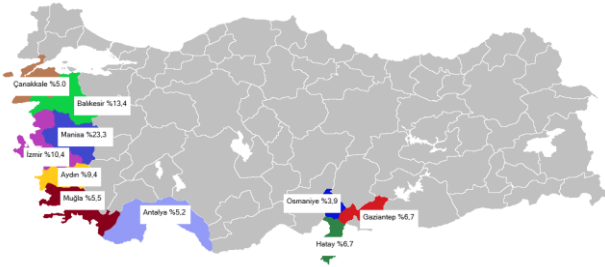 Çanakkale %5.0
Balıkesir %13,4
Manisa %23,3
İzmir %10,4
Aydın %9,4
Muğla %5,5
Antalya %5,2
Osmaniye %3,9
Gaziantep %6,7
Hatay %6,7